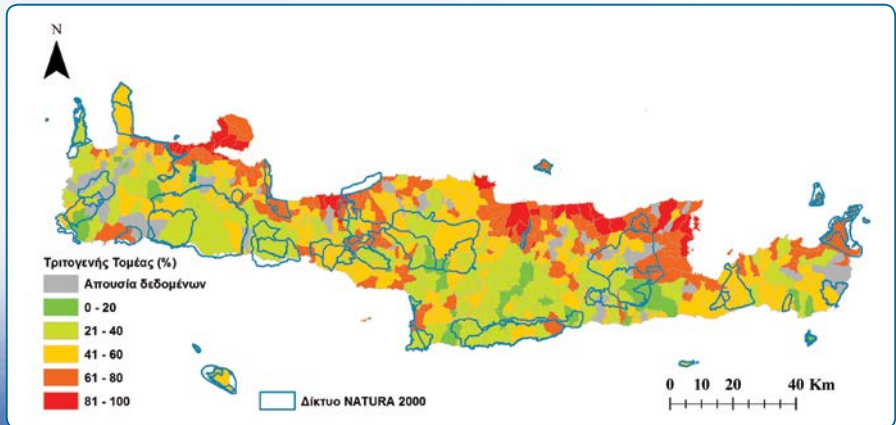 N
Τριτογενής Τομέας (%)
Απουσία δεδομένων
0 - 20
21 - 40
41 - 60
61 - 80
81 - 100
Δίκτυο NATURA 2000
0 10 20 40 Km